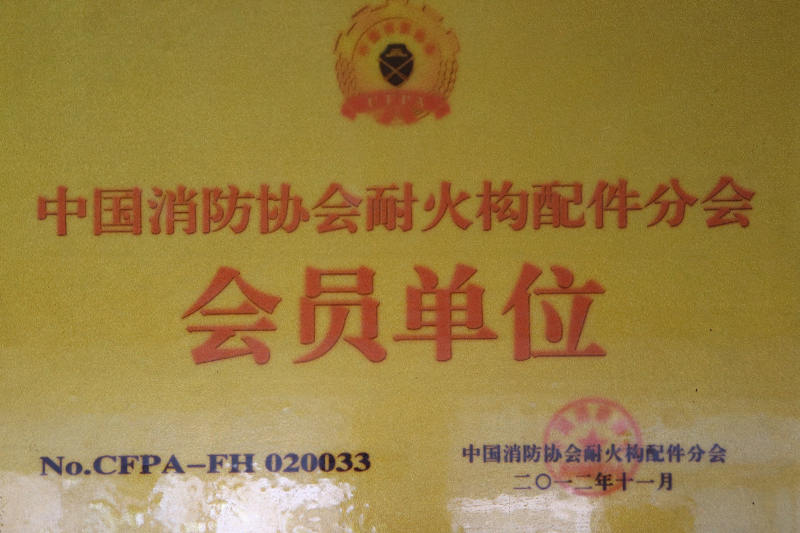 CFPA
中国消防协会耐火构配件分会
会员单位
No.CFPA-FH 020033
中国消防协会耐火构配件分会
二〇一二年十一月